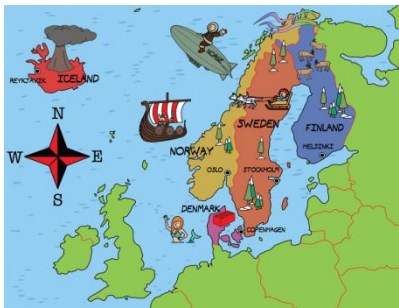 REYKJAVIK
ICELAND
N
W
E
S
NORWAY
SWEDEN
FINLAND
HELSINKI
OSLO
STOCKHOLM
DENMARK
COPENHAGEN